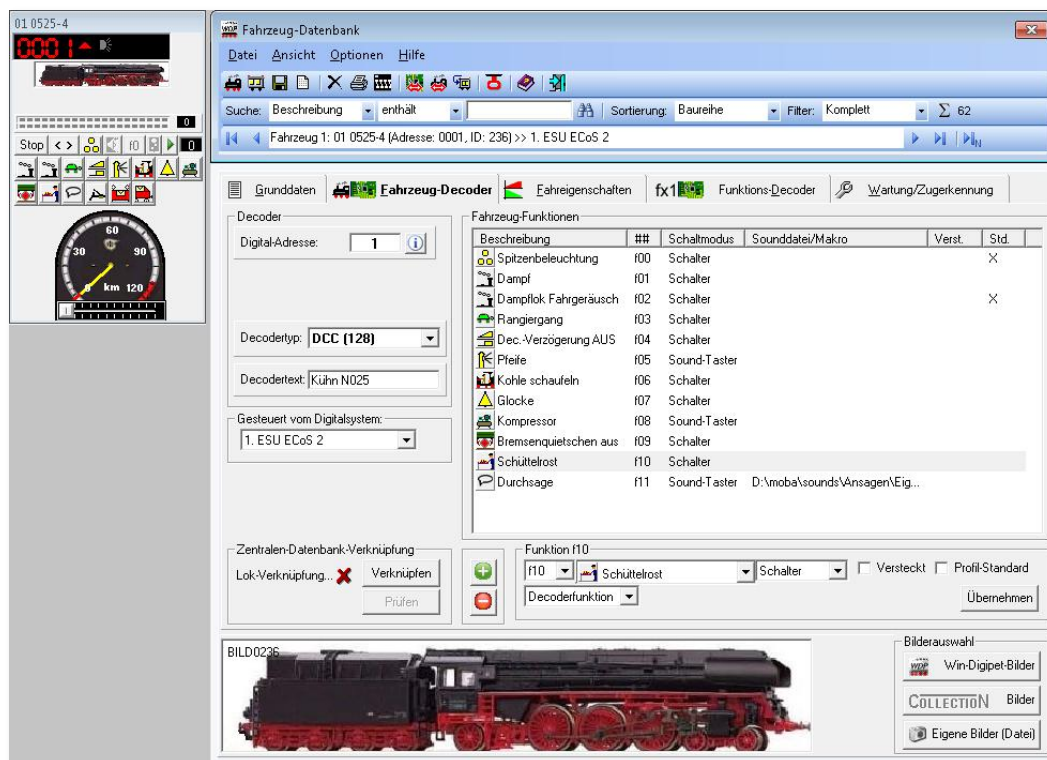 01 0525-4
0001
0
Stop < > f0 0
60
30 90
0 km 120
WDP Fahrzeug-Datenbank
Datei Ansicht Optionen Hilfe
Suche: Beschreibung enthält Sortierung: Baureihe Filter: Komplett Σ 62
Fahrzeug 1: 01 0525-4 (Adresse: 0001, ID: 236) >> 1. ESU ECoS 2 N
Grunddaten Fahrzeug-Decoder Fahreigenschaften fx1 Funktions-Decoder Wartung/Zugerkennung
Decoder
Digital-Adresse: 1
Decodertyp: DCC (128)
Decodertext: Kühn N025
Gesteuert vom Digitalsystem:
1. ESU ECoS 2
Fahrzeug-Funktionen
Beschreibung ## Schaltmodus Sounddatei/Makro Verst. Std.
Spitzenbeleuchtung f00 Schalter X
Dampf f01 Schalter
Dampflok Fahrgeräusch f02 Schalter X
Rangiergang f03 Schalter
Dec.-Verzögerung AUS f04 Schalter
Pfeife f05 Sound-Taster
Kohle schaufeln f06 Schalter
Glocke f07 Schalter
Kompressor f08 Sound-Taster
Bremsenquietschen aus f09 Schalter
Schüttelrost f10 Schalter
Durchsage f11 Sound-Taster D:\moba\sounds\Ansagen\Eig...
Zentralen-Datenbank-Verknüpfung
Lok-Verknüpfung... Verknüpfen
Prüfen
Funktion f10
f10 Schüttelrost Schalter Versteckt Profil-Standard
Decoderfunktion Übernehmen
BILD0236
Bilderauswahl
WDP Win-Digipet-Bilder
COLLECTION Bilder
Eigene Bilder (Datei)